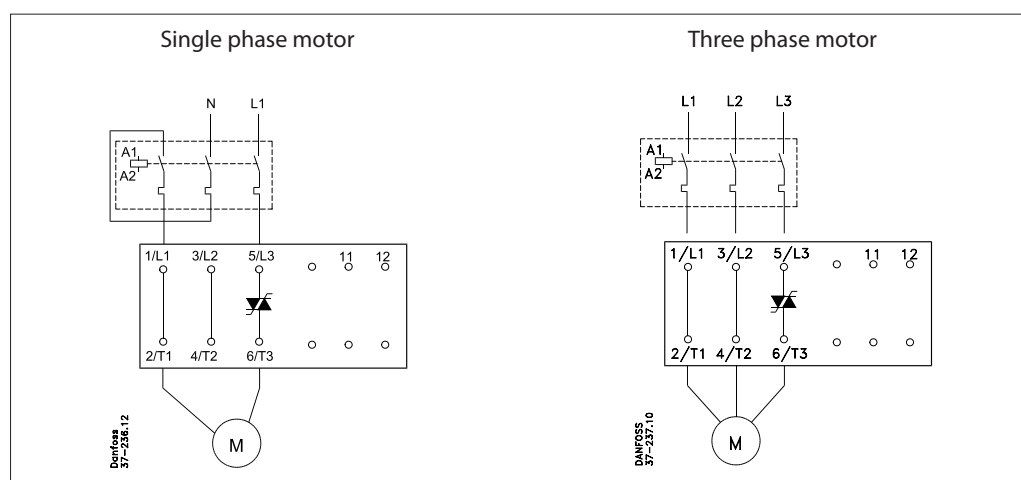 Single phase motor
N L1
A1
A2
1/L1 3/L2 5/L3 11 12
2/T1 4/T2 6/T3
M
Danfoss
37-236.12
Three phase motor
L1 L2 L3
A1
A2
1/L1 3/L2 5/L3 11 12
2/T1 4/T2 6/T3
M
DANFOSS
37-237.10